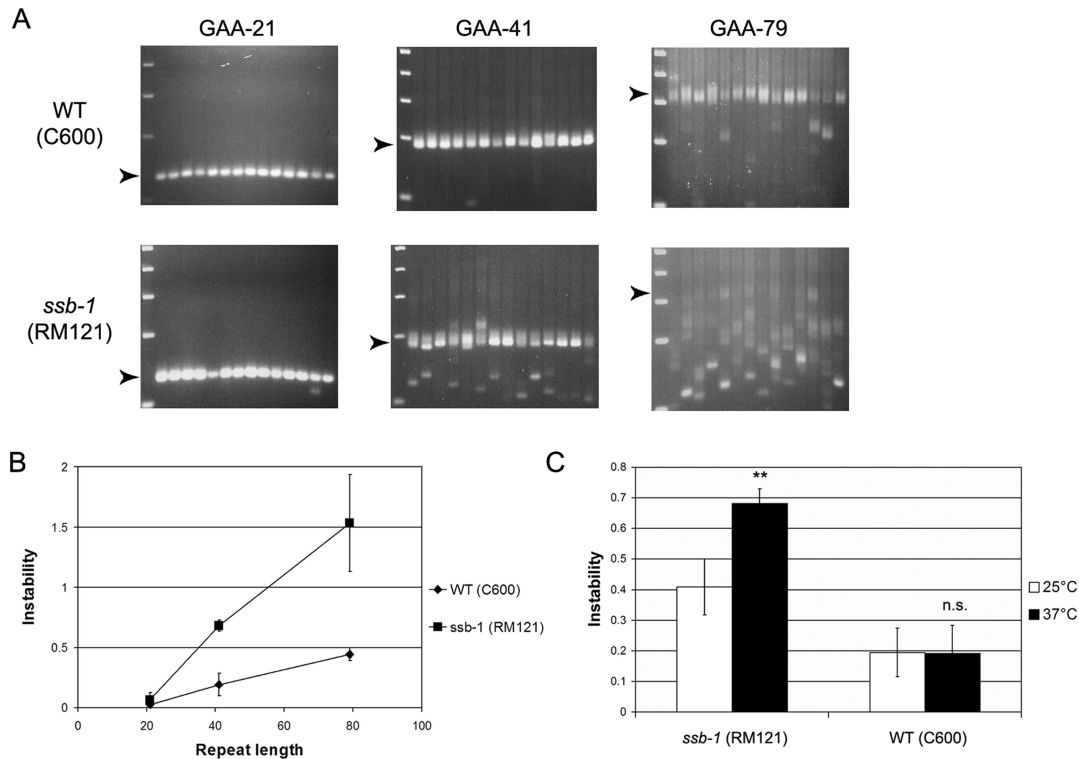 A
GAA-21
GAA-41
GAA-79
WT
(C600)
ssb-1
(RM121)
B
Instability
2
1.5
1
0.5
0
0
20
40
60
80
100
Repeat length
WT (C600)
ssb-1 (RM121)
C
Instability
0.8
0.7
0.6
0.5
0.4
0.3
0.2
0.1
0
**
n.s.
ssb-1 (RM121)
WT (C600)
25°C
37°C